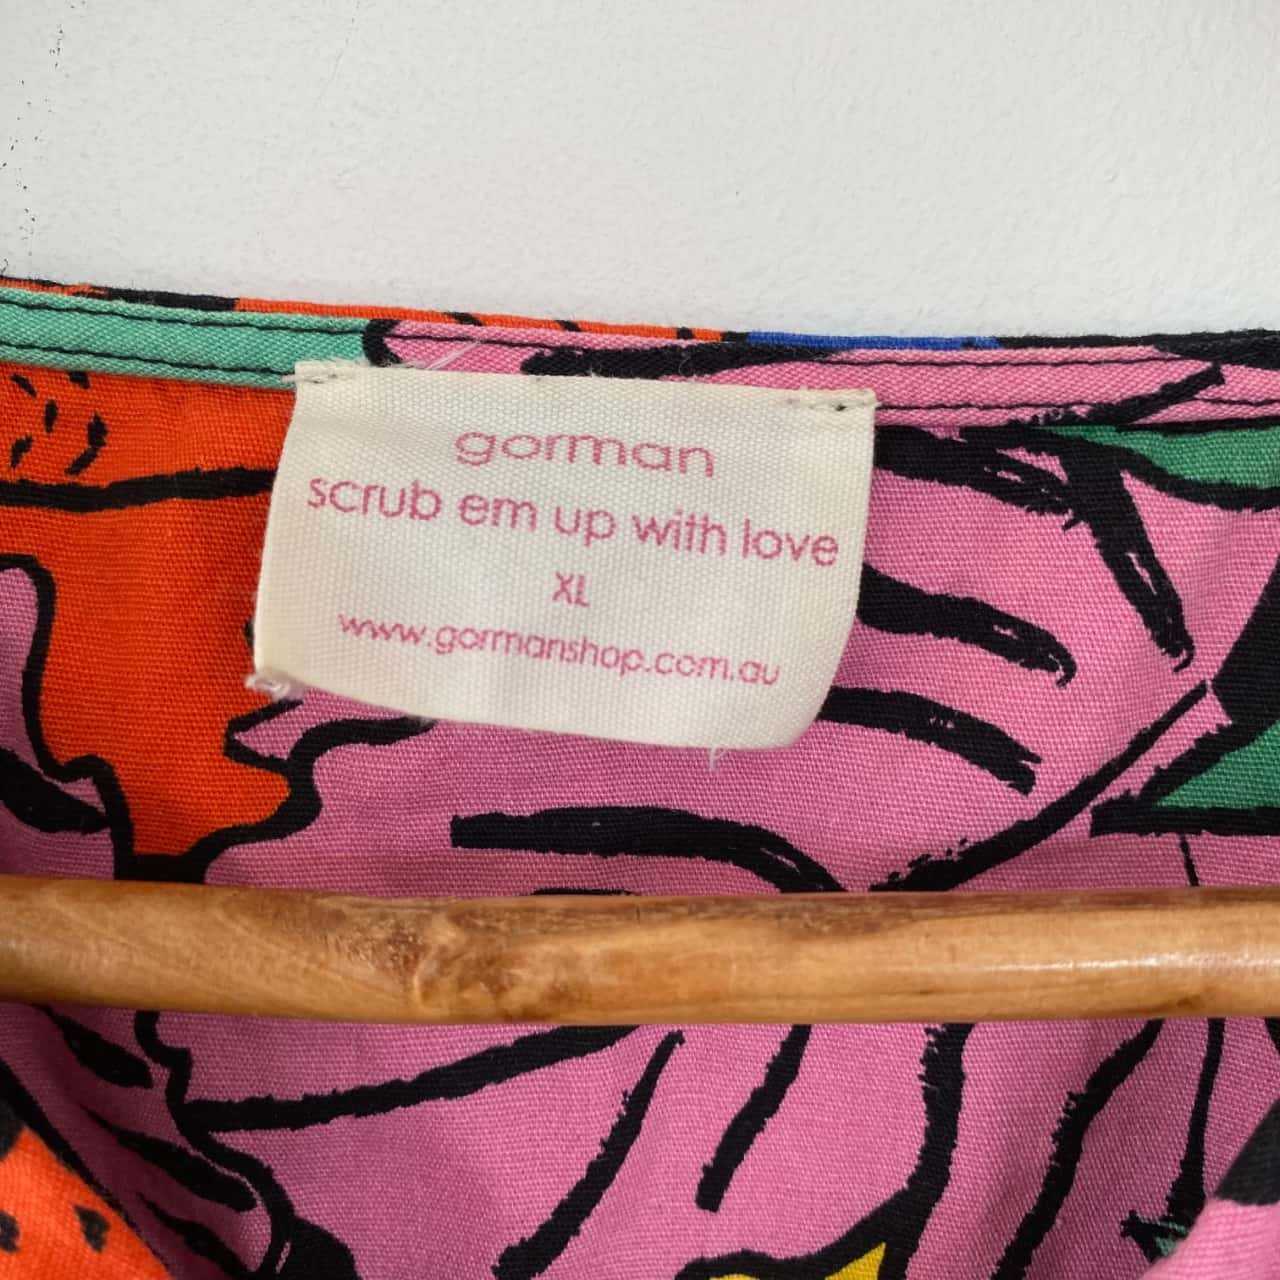 gorman
scrub em up with love
XL
www.gormanshop.com.au